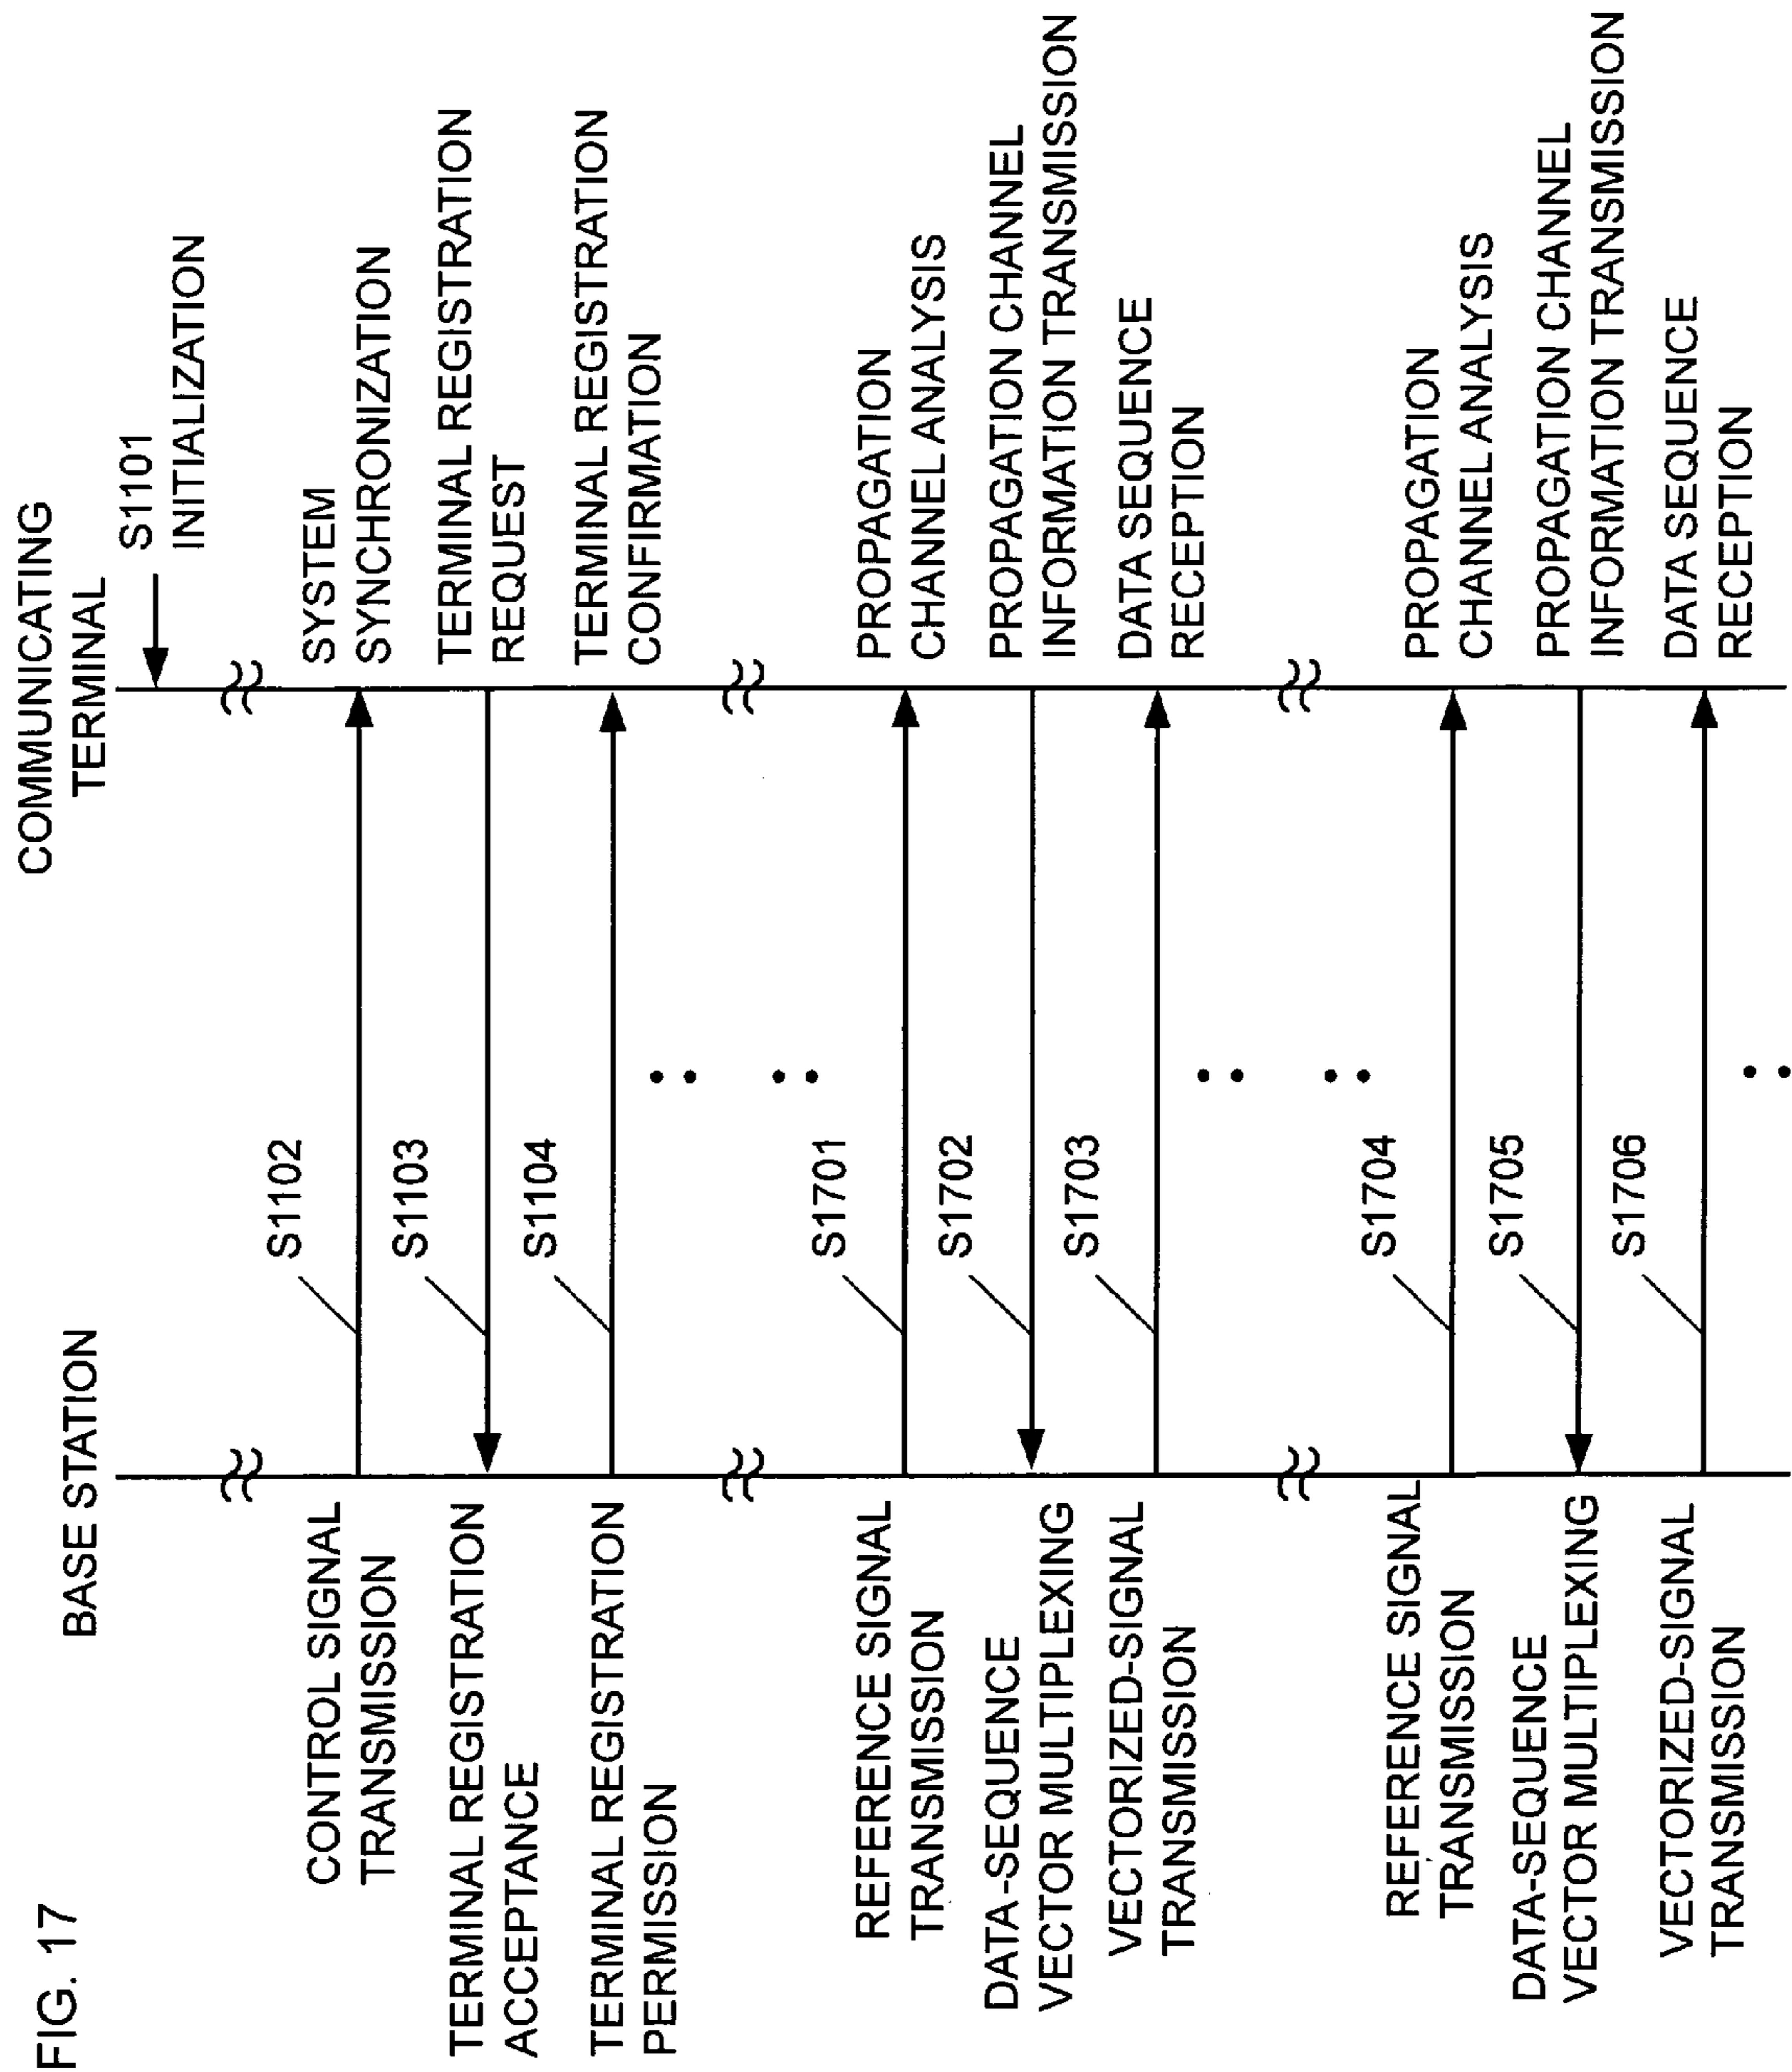 FIG. 17
BASE STATION
COMMUNICATING
TERMINAL
S1101
INITIALIZATION
CONTROL SIGNAL
TRANSMISSION
S1102
SYSTEM
SYNCHRONIZATION
TERMINAL REGISTRATION
ACCEPTANCE
S1103
TERMINAL REGISTRATION
REQUEST
TERMINAL REGISTRATION
PERMISSION
S1104
TERMINAL REGISTRATION
CONFIRMATION
REFERENCE SIGNAL
TRANSMISSION
S1701
PROPAGATION
CHANNEL ANALYSIS
DATA-SEQUENCE
VECTOR MULTIPLEXING
S1702
PROPAGATION CHANNEL
INFORMATION TRANSMISSION
VECTORIZED-SIGNAL
TRANSMISSION
S1703
DATA SEQUENCE
RECEPTION
REFERENCE SIGNAL
TRANSMISSION
S1704
PROPAGATION
CHANNEL ANALYSIS
DATA-SEQUENCE
VECTOR MULTIPLEXING
S1705
PROPAGATION CHANNEL
INFORMATION TRANSMISSION
VECTORIZED-SIGNAL
TRANSMISSION
S1706
DATA SEQUENCE
RECEPTION